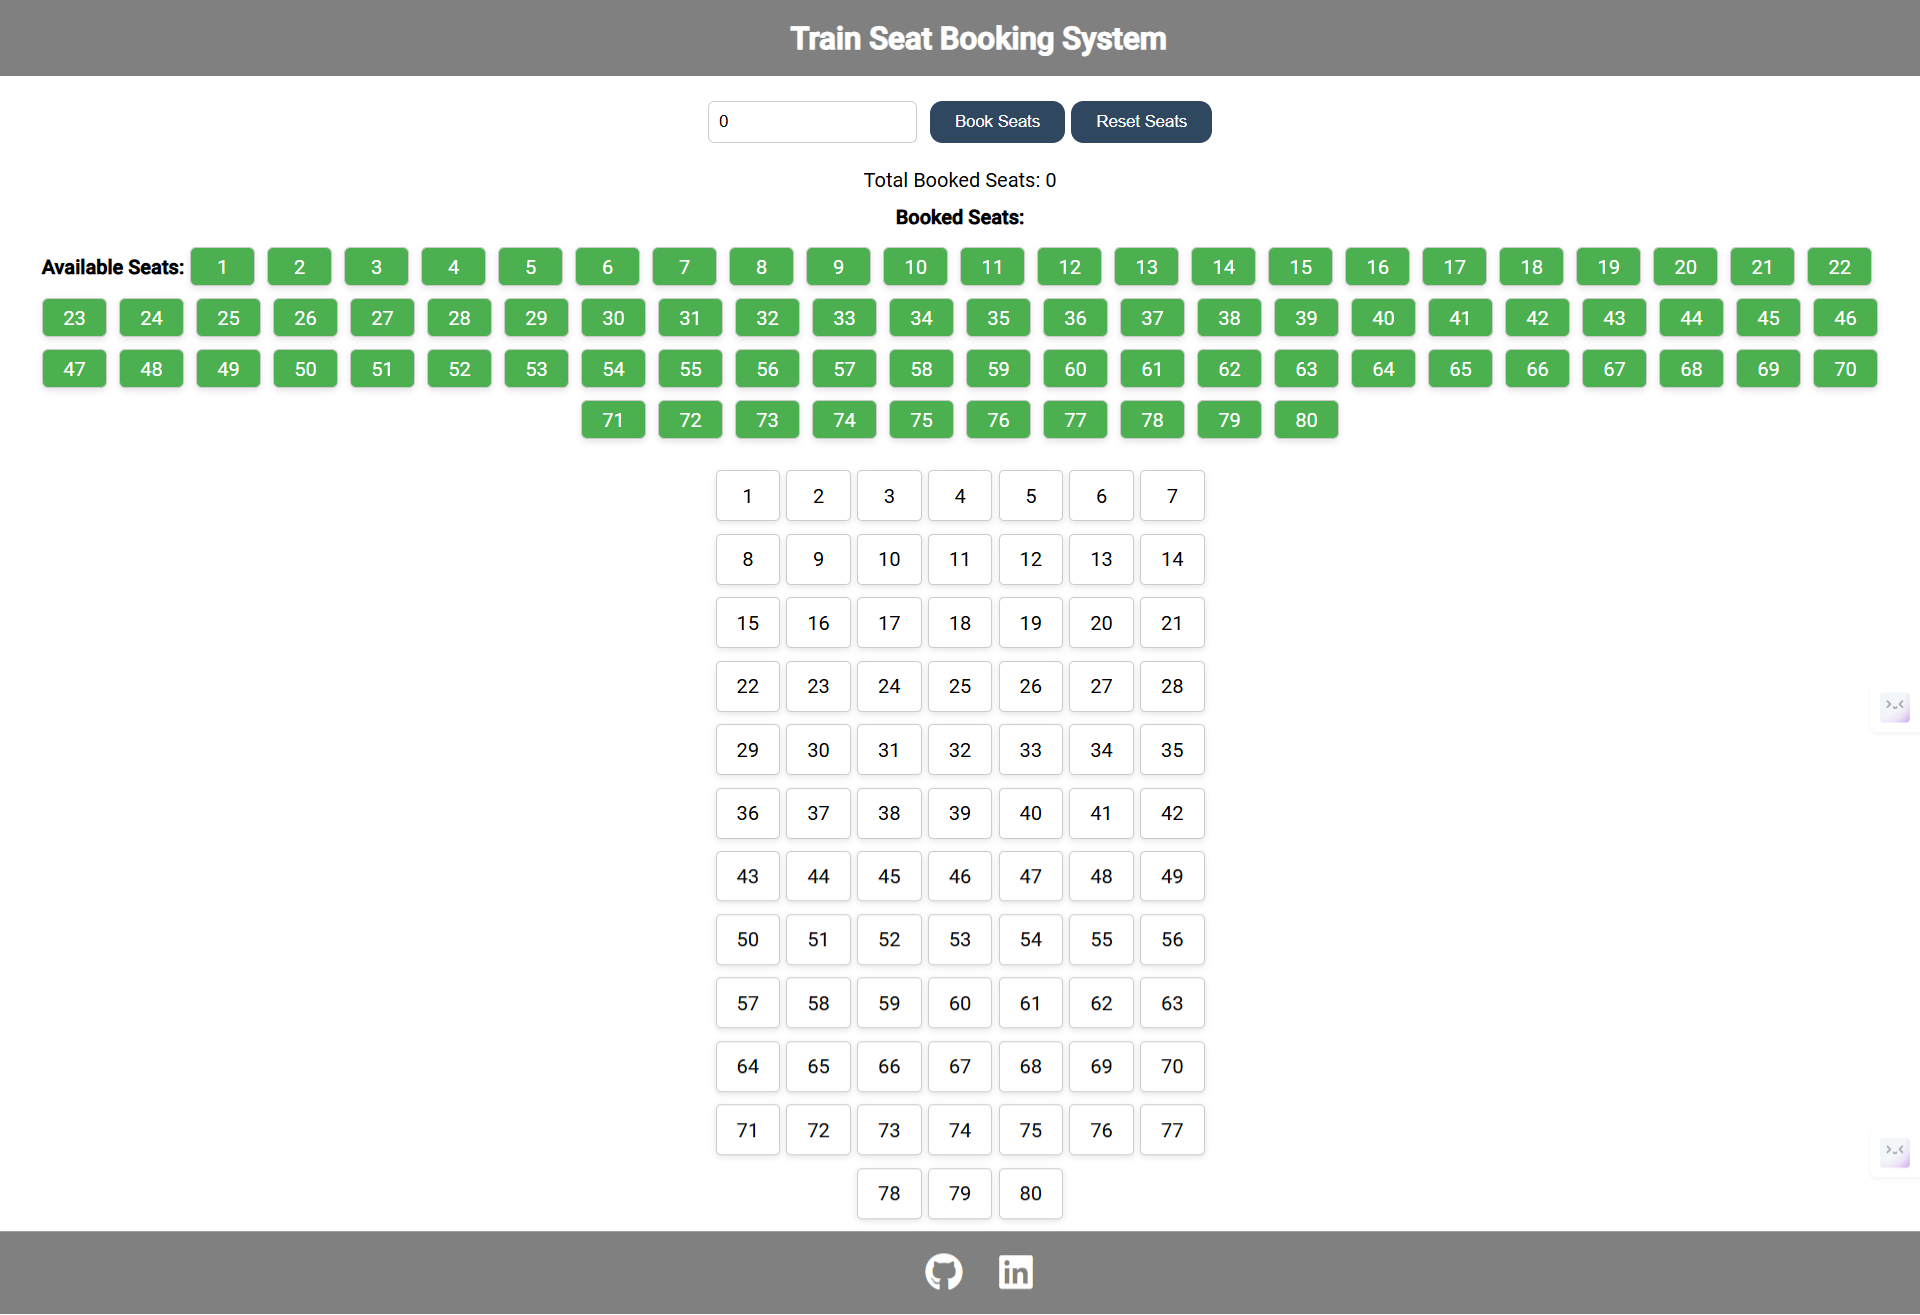 Train Seat Booking System
0 Book Seats Reset Seats
Total Booked Seats: 0
Booked Seats:
Available Seats: 1 2 3 4 5 6 7 8 9 10 11 12 13 14 15 16 17 18 19 20 21 22
23 24 25 26 27 28 29 30 31 32 33 34 35 36 37 38 39 40 41 42 43 44 45 46
47 48 49 50 51 52 53 54 55 56 57 58 59 60 61 62 63 64 65 66 67 68 69 70
71 72 73 74 75 76 77 78 79 80
1 2 3 4 5 6 7
8 9 10 11 12 13 14
15 16 17 18 19 20 21
22 23 24 25 26 27 28
29 30 31 32 33 34 35
36 37 38 39 40 41 42
43 44 45 46 47 48 49
50 51 52 53 54 55 56
57 58 59 60 61 62 63
64 65 66 67 68 69 70
71 72 73 74 75 76 77
78 79 80
in